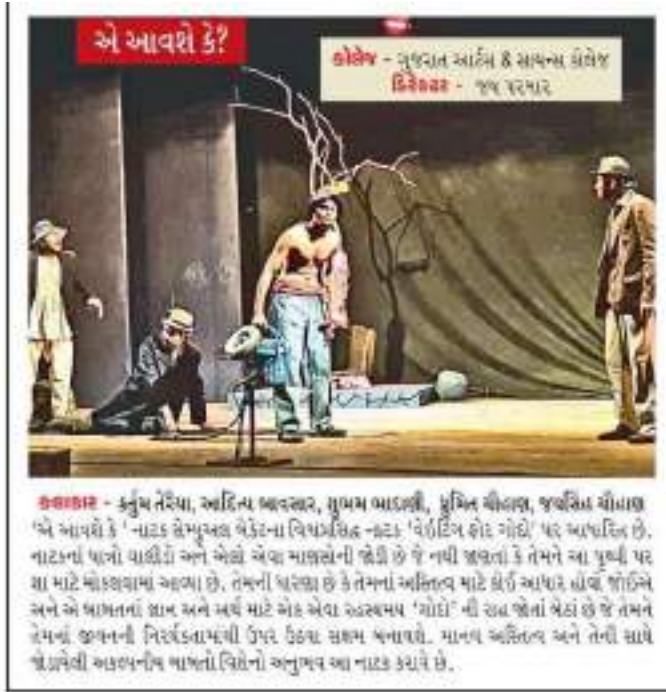 એ આવશે કે?
કોલેજ - ગુજરાત આર્ટસ & સાયન્સ કોલેજ
ડિરેક્ટર - જય પરમાર
કલાકાર - ક્રતુમ તેરૈયા, આદિત્ય ભાવસાર, શુભમ ભાદાણી, સુમિત ચૌહાણ, જયસિંહ ચૌહાણ
'એ આવશે કે' નાટક સેમ્યુઅલ બેકેટના વિશ્વપ્રસિદ્ધ નાટક 'વેઈટિંગ ફોર ગોદો' પર આધારિત છે.
નાટકનાં પાત્રો વાલીડો અને એલો એવા માણસોની જોડી છે જે નથી જાણતા કે તેમને આ પૃથ્વી પર
શા માટે મોકલવામાં આવ્યા છે. તેમની ધારણા છે કે તેમનાં અસ્તિત્વ માટે કોઈ આધાર હોવો જોઈએ
અને એ બાબતનાં જ્ઞાન અને અર્થ માટે એક એવા રહસ્યમય 'ગોદો' ની રાહ જોતાં બેઠાં છે જે તેમને
તેમનાં જીવનની નિરર્થકતામાંથી ઉપર ઉઠવા સક્ષમ બનાવશે. માનવ અસ્તિત્વ અને તેની સાથે
જોડાયેલી અકલ્પનીય બાબતો વિશેનો અનુભવ આ નાટક કરાવે છે.